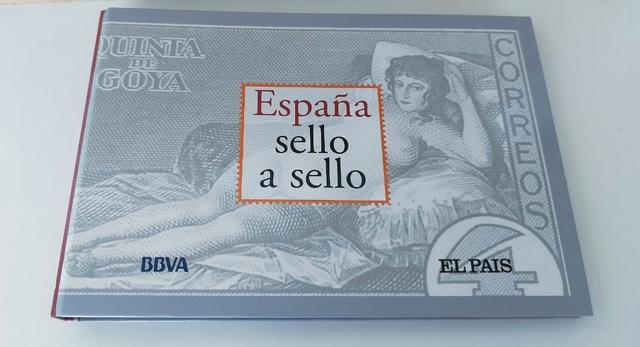 QUINTA
DE
GOYA
CORREOS
España
sello
a sello
BBVA
EL PAIS
4